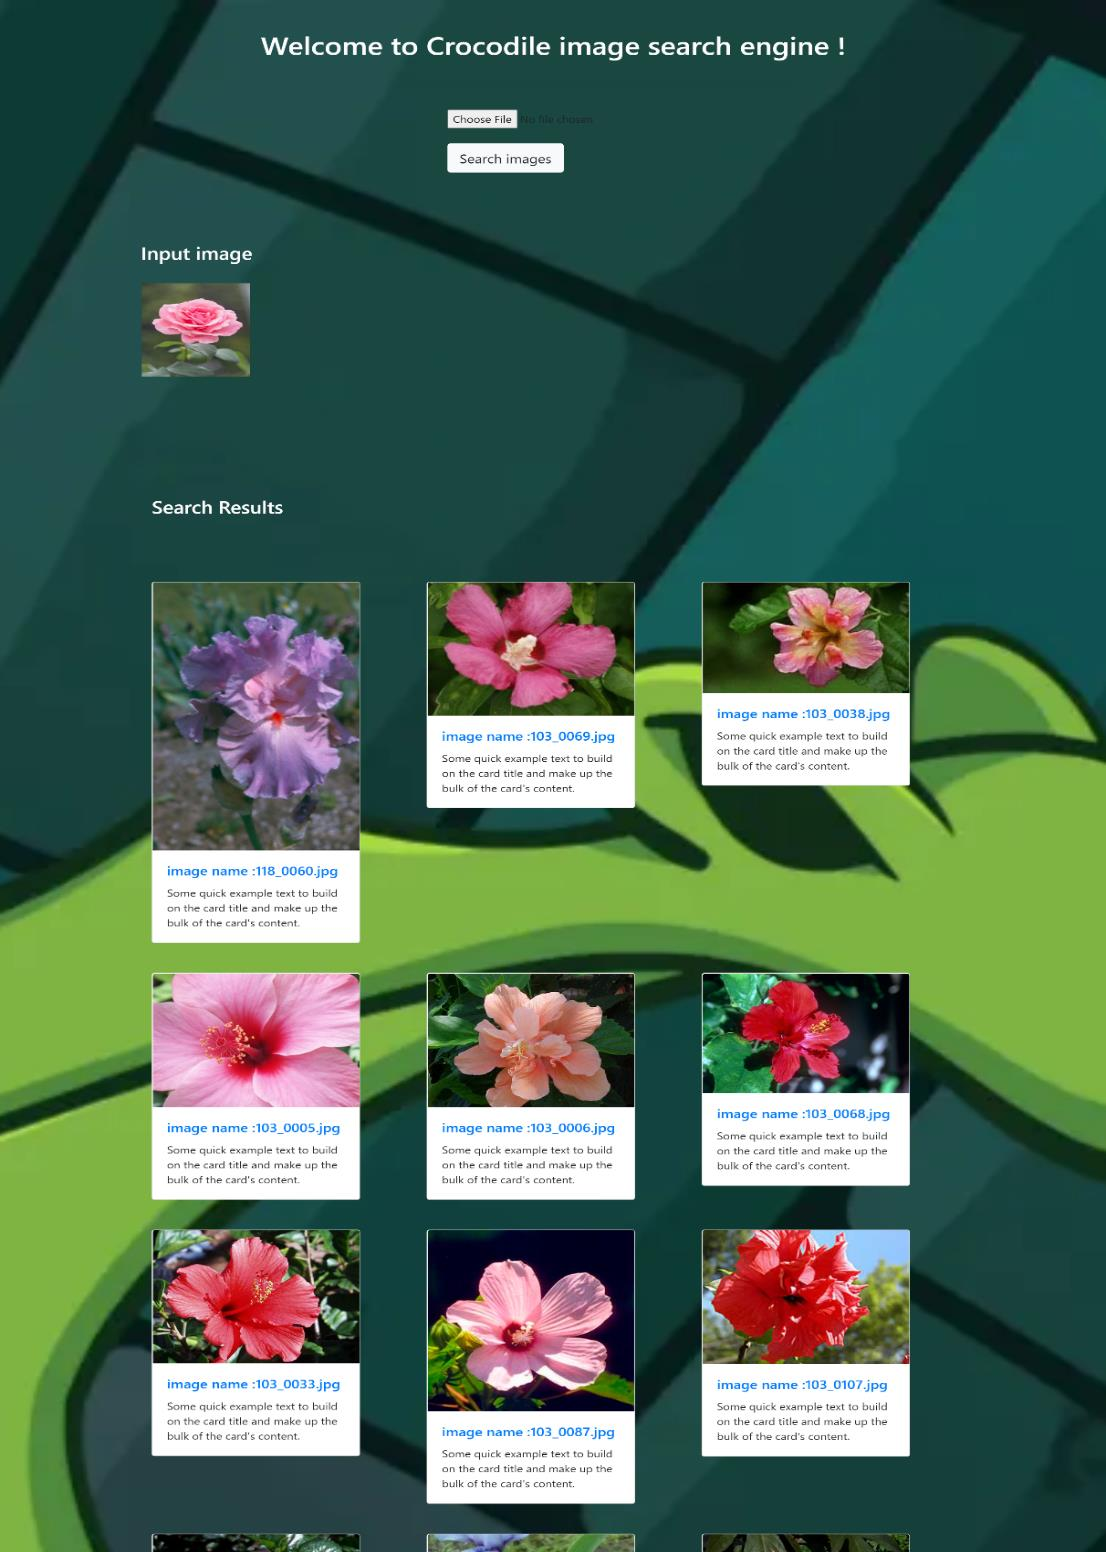 Welcome to Crocodile image search engine !
Choose File No file chosen
Search images
Input image
Search Results
image name :118_0060.jpg
Some quick example text to build
on the card title and make up the
bulk of the card's content.
image name :103_0069.jpg
Some quick example text to build
on the card title and make up the
bulk of the card's content.
image name :103_0038.jpg
Some quick example text to build
on the card title and make up the
bulk of the card's content.
image name :103_0005.jpg
Some quick example text to build
on the card title and make up the
bulk of the card's content.
image name :103_0006.jpg
Some quick example text to build
on the card title and make up the
bulk of the card's content.
image name :103_0068.jpg
Some quick example text to build
on the card title and make up the
bulk of the card's content.
image name :103_0033.jpg
Some quick example text to build
on the card title and make up the
bulk of the card's content.
image name :103_0087.jpg
Some quick example text to build
on the card title and make up the
bulk of the card's content.
image name :103_0107.jpg
Some quick example text to build
on the card title and make up the
bulk of the card's content.